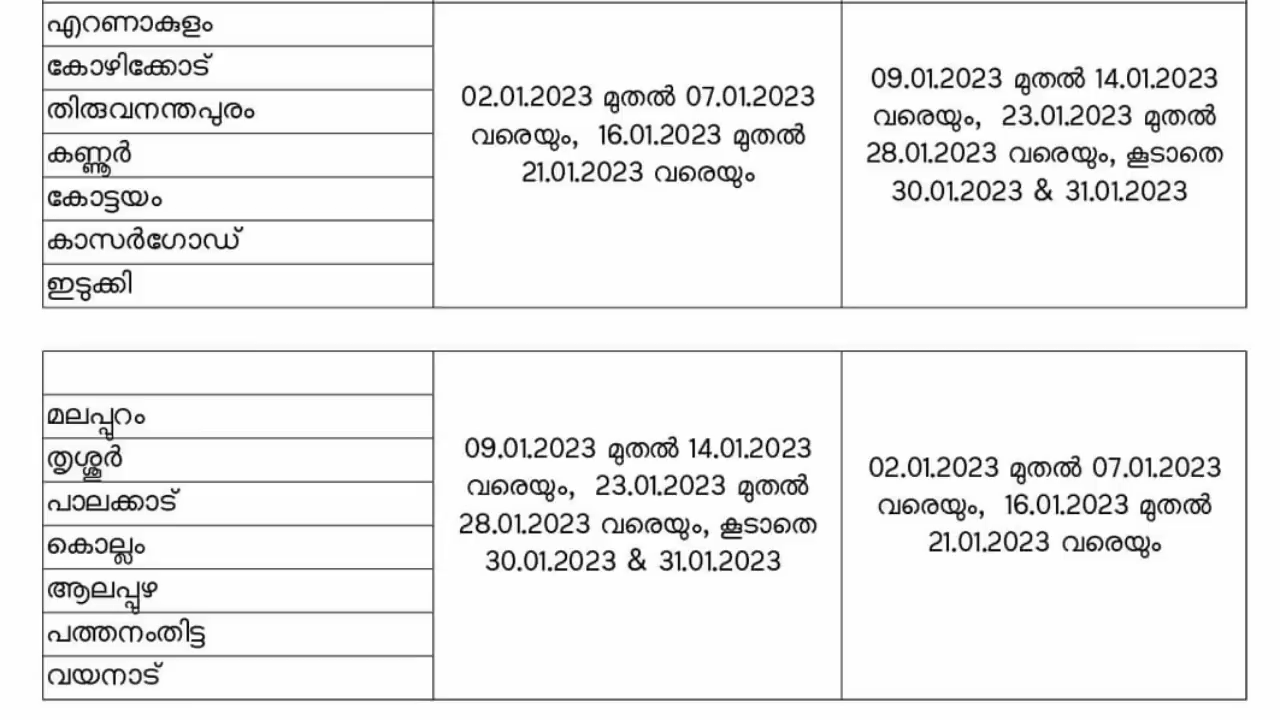 എറണാകുളം
കോഴിക്കോട്
തിരുവനന്തപുരം
കണ്ണൂർ
കോട്ടയം
കാസർഗോഡ്
ഇടുക്കി
02.01.2023 മുതൽ 07.01.2023
വരെയും, 16.01.2023 മുതൽ
21.01.2023 വരെയും
09.01.2023 മുതൽ 14.01.2023
വരെയും, 23.01.2023 മുതൽ
28.01.2023 വരെയും, കൂടാതെ
30.01.2023 & 31.01.2023
മലപ്പുറം
തൃശ്ശൂർ
പാലക്കാട്
കൊല്ലം
ആലപ്പുഴ
പത്തനംതിട്ട
വയനാട്
09.01.2023 മുതൽ 14.01.2023
വരെയും, 23.01.2023 മുതൽ
28.01.2023 വരെയും, കൂടാതെ
30.01.2023 & 31.01.2023
02.01.2023 മുതൽ 07.01.2023
വരെയും, 16.01.2023 മുതൽ
21.01.2023 വരെയും